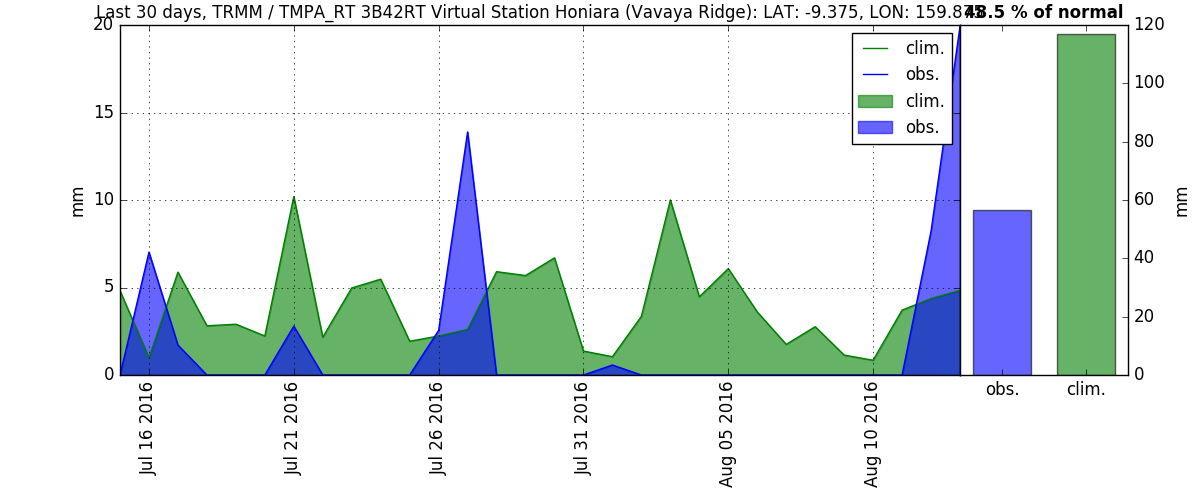 Last 30 days, TRMM / TMPA_RT 3B42RT Virtual Station Honiara (Vavaya Ridge): LAT: -9.375, LON: 159.875
48.5 % of normal
20
15
10
5
0
mm
clim.
obs.
clim.
obs.
120
100
80
60
40
20
0
mm
obs.
clim.
Jul 16 2016
Jul 21 2016
Jul 26 2016
Jul 31 2016
Aug 05 2016
Aug 10 2016